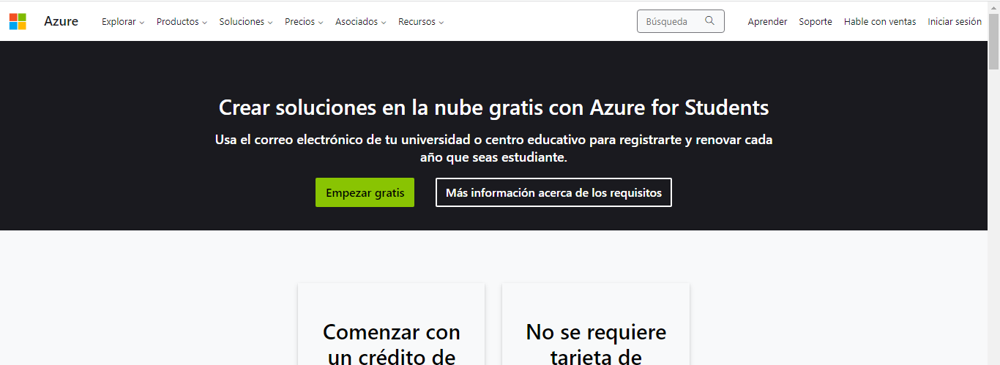 Azure Explorar Productos Soluciones Precios Asociados Recursos Búsqueda Aprender Soporte Hable con ventas Iniciar sesión
Crear soluciones en la nube gratis con Azure for Students
Usa el correo electrónico de tu universidad o centro educativo para registrarte y renovar cada
año que seas estudiante.
Empezar gratis Más información acerca de los requisitos
Comenzar con
un crédito de
No se requiere
tarjeta de